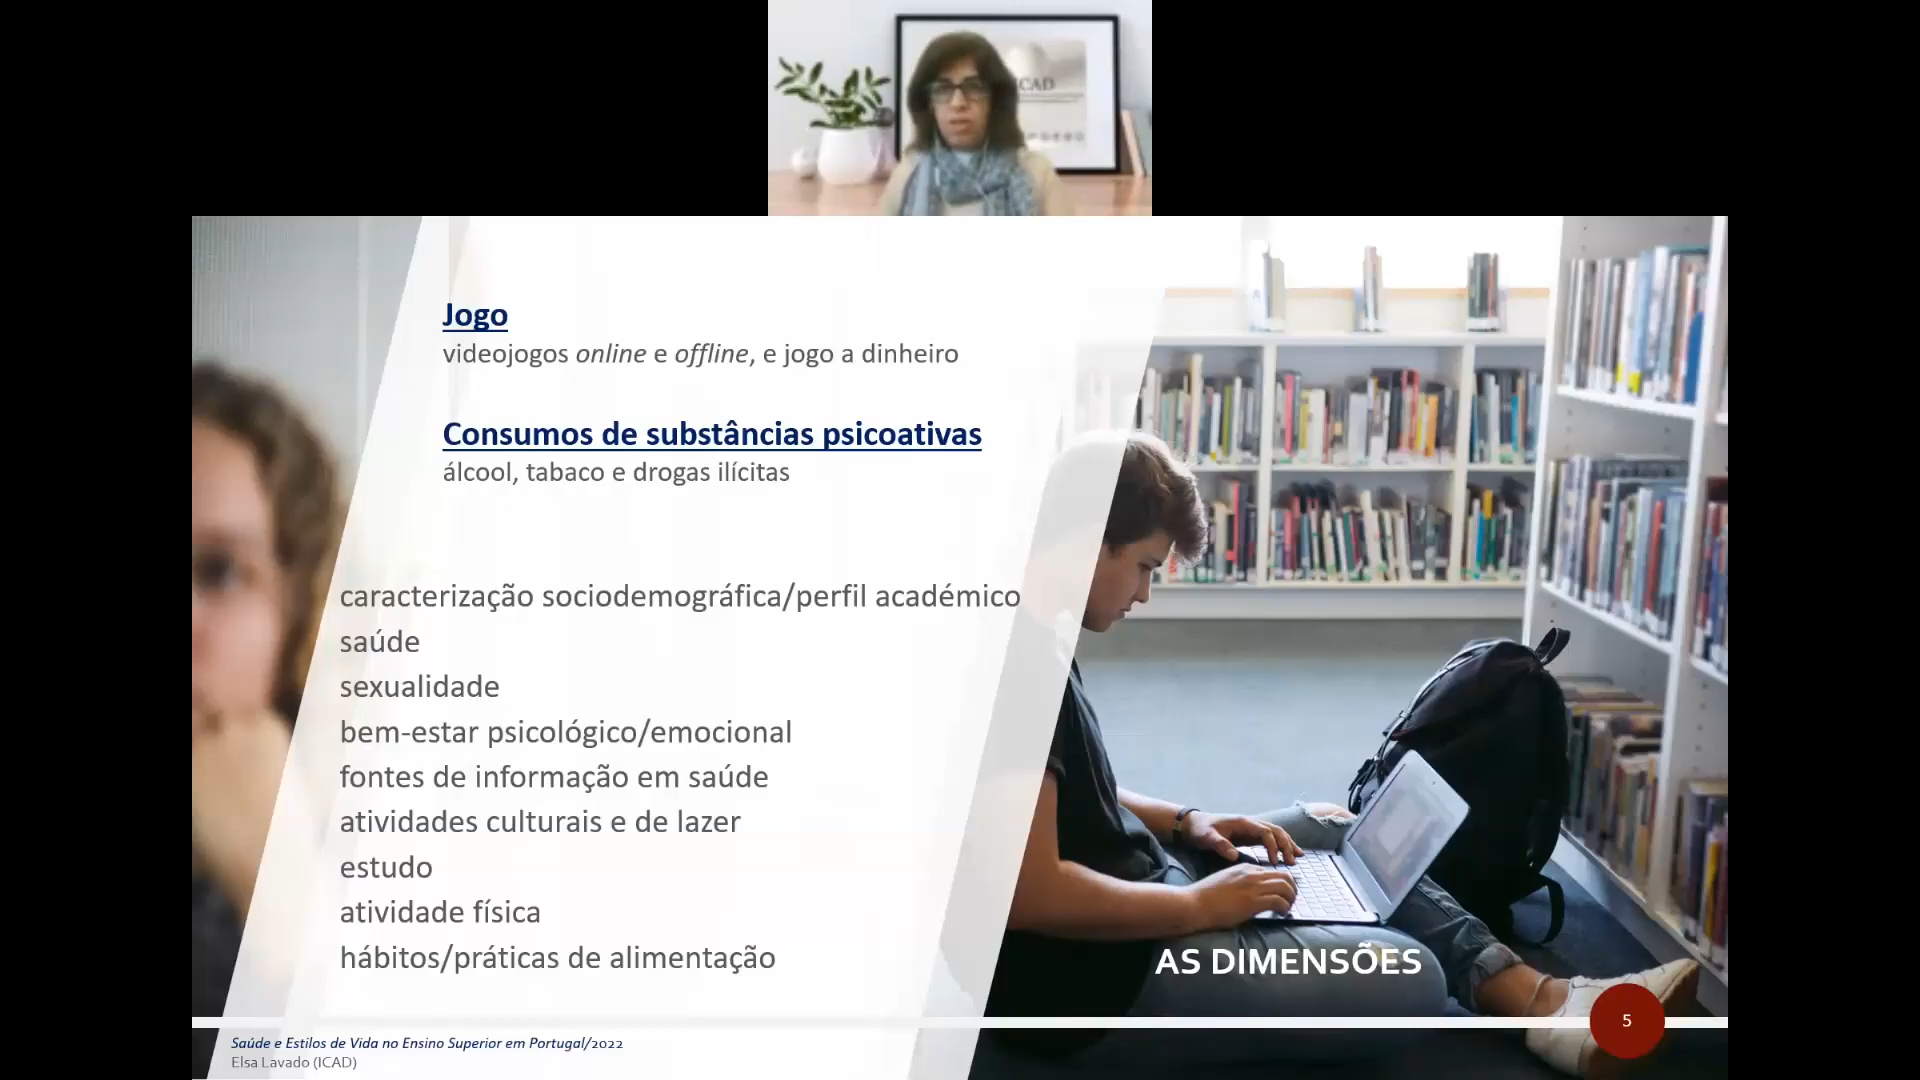 ICAD
Jogo
videojogos online e offline, e jogo a dinheiro
Consumos de substâncias psicoativas
álcool, tabaco e drogas ilícitas
caracterização sociodemográfica/perfil académico
saúde
sexualidade
bem-estar psicológico/emocional
fontes de informação em saúde
atividades culturais e de lazer
estudo
atividade física
hábitos/práticas de alimentação
AS DIMENSÕES
5
Saúde e Estilos de Vida no Ensino Superior em Portugal/2022
Elsa Lavado (ICAD)